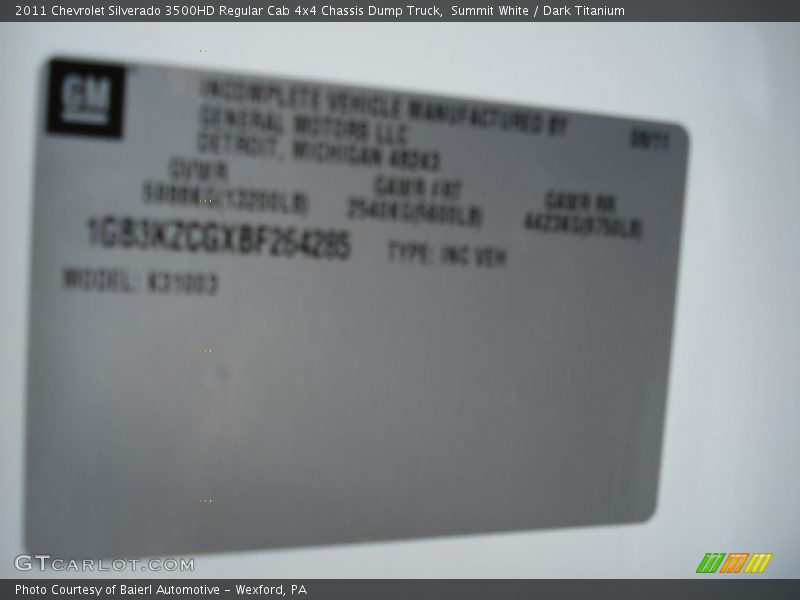 2011 Chevrolet Silverado 3500HD Regular Cab 4x4 Chassis Dump Truck, Summit White / Dark Titanium
GM
INCOMPLETE VEHICLE MANUFACTURED BY
GENERAL MOTORS LLC
DETROIT, MICHIGAN 48243
GVWR GAWR FRT GAWR RR
5988KG(13200LB) 2540KG(5600LB) 4423KG(9750LB)
1GB3KZCGXBF264285 TYPE: INC VEH
MODEL: K31003
GTCARLOT.COM
Photo Courtesy of Baierl Automotive - Wexford, PA